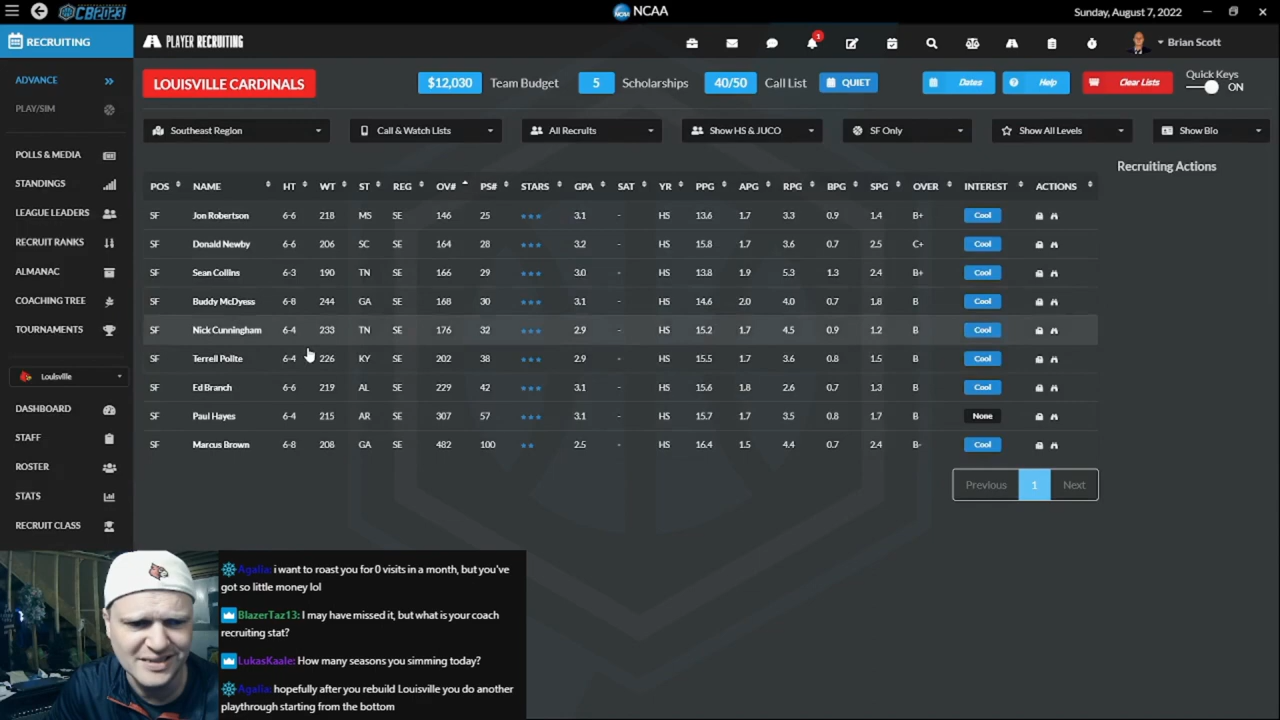 CB2023
NCAA NCAA
Sunday, August 7, 2022
RECRUITING
PLAYER RECRUITING
1
Brian Scott
ADVANCE
PLAY/SIM
POLLS & MEDIA
STANDINGS
LEAGUE LEADERS
RECRUIT RANKS
ALMANAC
COACHING TREE
TOURNAMENTS
Louisville
DASHBOARD
STAFF
ROSTER
STATS
RECRUIT CLASS
LOUISVILLE CARDINALS $12,030 Team Budget 5 Scholarships 40/50 Call List QUIET Dates Help Clear Lists Quick Keys ON
Southeast Region Call & Watch Lists All Recruits Show HS & JUCO SF Only Show All Levels Show Bio
Recruiting Actions
POS NAME HT WT ST REG OV# PS# STARS GPA SAT YR PPG APG RPG BPG SPG OVER INTEREST ACTIONS
SF Jon Robertson 6-6 218 MS SE 146 25 ★★★ 3.1 - HS 13.6 1.7 3.3 0.9 1.4 B+ Cool
SF Donald Newby 6-6 206 SC SE 164 28 ★★★ 3.2 - HS 15.8 1.7 3.6 0.7 2.5 C+ Cool
SF Sean Collins 6-3 190 TN SE 166 29 ★★★ 3.0 - HS 13.8 1.9 5.3 1.3 2.4 B+ Cool
SF Buddy McDyess 6-8 244 GA SE 168 30 ★★★ 3.1 - HS 14.6 2.0 4.0 0.7 1.8 B Cool
SF Nick Cunningham 6-4 233 TN SE 176 32 ★★★ 2.9 - HS 15.2 1.7 4.5 0.9 1.2 B Cool
SF Terrell Polite 6-4 226 KY SE 202 38 ★★★ 2.9 - HS 15.5 1.7 3.6 0.8 1.5 B Cool
SF Ed Branch 6-6 219 AL SE 229 42 ★★★ 3.1 - HS 15.6 1.8 2.6 0.7 1.3 B Cool
SF Paul Hayes 6-4 215 AR SE 307 57 ★★★ 3.1 - HS 15.7 1.7 3.5 0.8 1.7 B None
SF Marcus Brown 6-8 208 GA SE 482 100 ★★ 2.5 - HS 16.4 1.5 4.4 0.7 2.4 B- Cool
Previous 1 Next
Agalla: i want to roast you for 0 visits in a month, but you've
got so little money lol
BlazerTaz13: I may have missed it, but what is your coach
recruiting stat?
LukasKaale: How many seasons you simming today?
Agalla: hopefully after you rebuild Louisville you do another
playthrough starting from the bottom